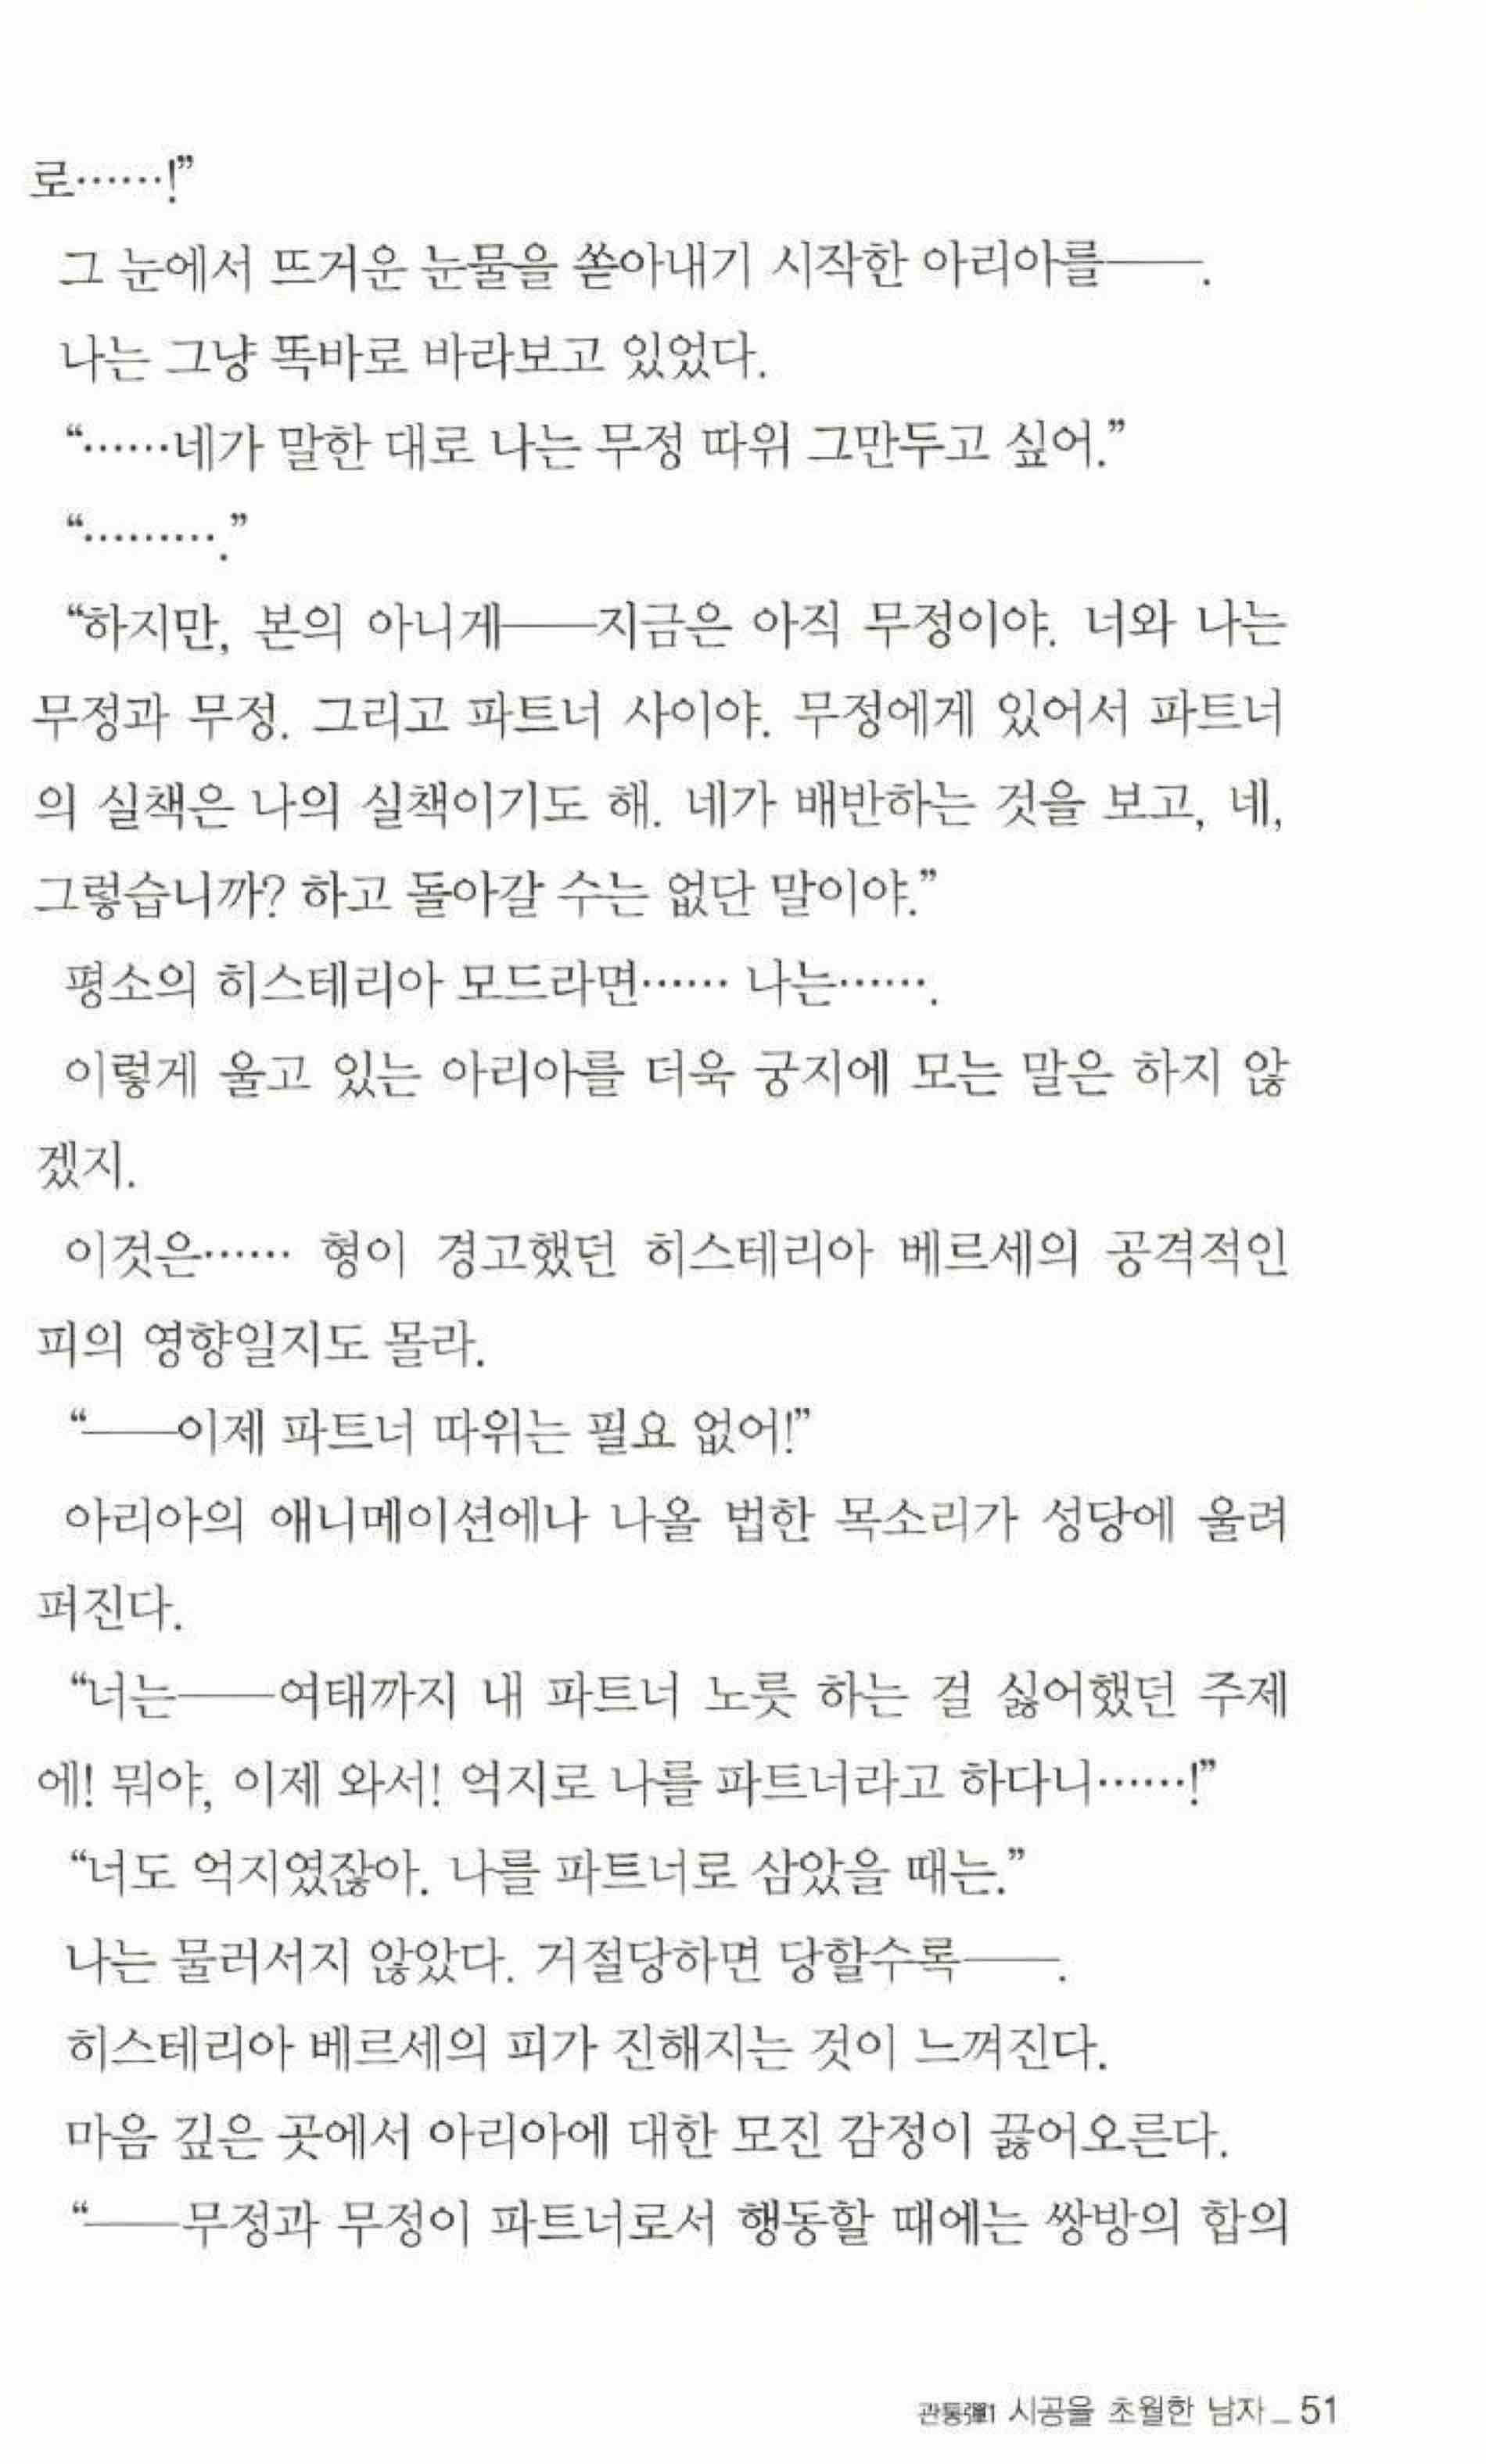 로……!”
그 눈에서 뜨거운 눈물을 쏟아내기 시작한 아리아를──.
나는 그냥 똑바로 바라보고 있었다.
“……네가 말한 대로 나는 무정 따위 그만두고 싶어.”
“……….”
“하지만, 본의 아니게──지금은 아직 무정이야. 너와 나는
무정과 무정. 그리고 파트너 사이야. 무정에게 있어서 파트너
의 실책은 나의 실책이기도 해. 네가 배반하는 것을 보고, 네,
그렇습니까? 하고 돌아갈 수는 없단 말이야.”
평소의 히스테리아 모드라면…… 나는…….
이렇게 울고 있는 아리아를 더욱 궁지에 모는 말은 하지 않
겠지.
이것은…… 형이 경고했던 히스테리아 베르세의 공격적인
피의 영향일지도 몰라.
“──이제 파트너 따위는 필요 없어!”
아리아의 애니메이션에나 나올 법한 목소리가 성당에 울려
퍼진다.
“너는──여태까지 내 파트너 노릇 하는 걸 싫어했던 주제
에! 뭐야, 이제 와서! 억지로 나를 파트너라고 하다니……!”
“너도 억지였잖아. 나를 파트너로 삼았을 때는.”
나는 물러서지 않았다. 거절당하면 당할수록──.
히스테리아 베르세의 피가 진해지는 것이 느껴진다.
마음 깊은 곳에서 아리아에 대한 모진 감정이 끓어오른다.
“──무정과 무정이 파트너로서 행동할 때에는 쌍방의 합의
관통彈1 시공을 초월한 남자_51